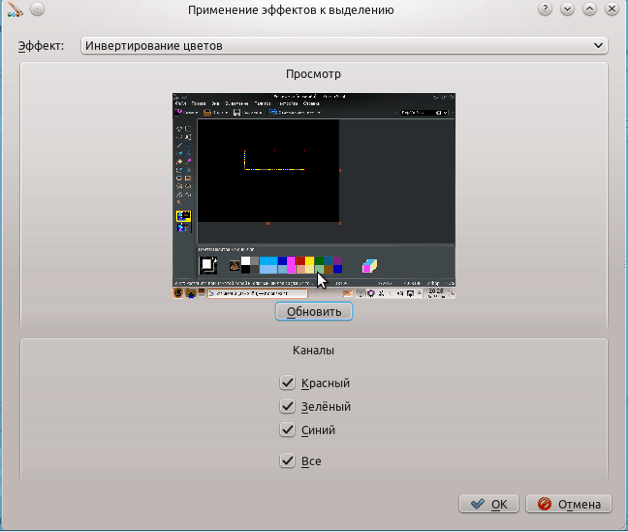 Применение эффектов к выделению
Эффект: Инвертирование цветов
Просмотр
Обновить
Каналы
Красный
Зелёный
Синий
Все
OK Отмена